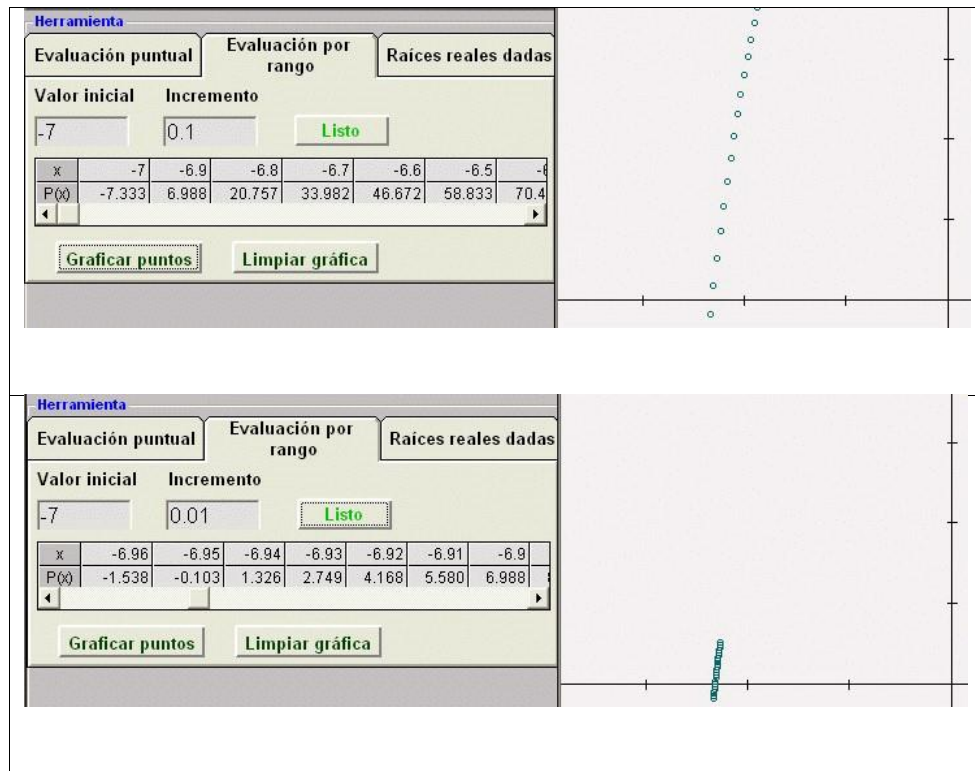 Herramienta
Evaluación puntual
Evaluación por
rango
Raíces reales dadas
Valor inicial Incremento
-7 0.1 Listo
x -7 -6.9 -6.8 -6.7 -6.6 -6.5
P(x) -7.333 6.988 20.757 33.982 46.672 58.833 70.4
Graficar puntos Limpiar gráfica
Herramienta
Evaluación puntual
Evaluación por
rango
Raíces reales dadas
Valor inicial Incremento
-7 0.01 Listo
x -6.96 -6.95 -6.94 -6.93 -6.92 -6.91 -6.9
P(x) -1.538 -0.103 1.326 2.749 4.168 5.580 6.988
Graficar puntos Limpiar gráfica